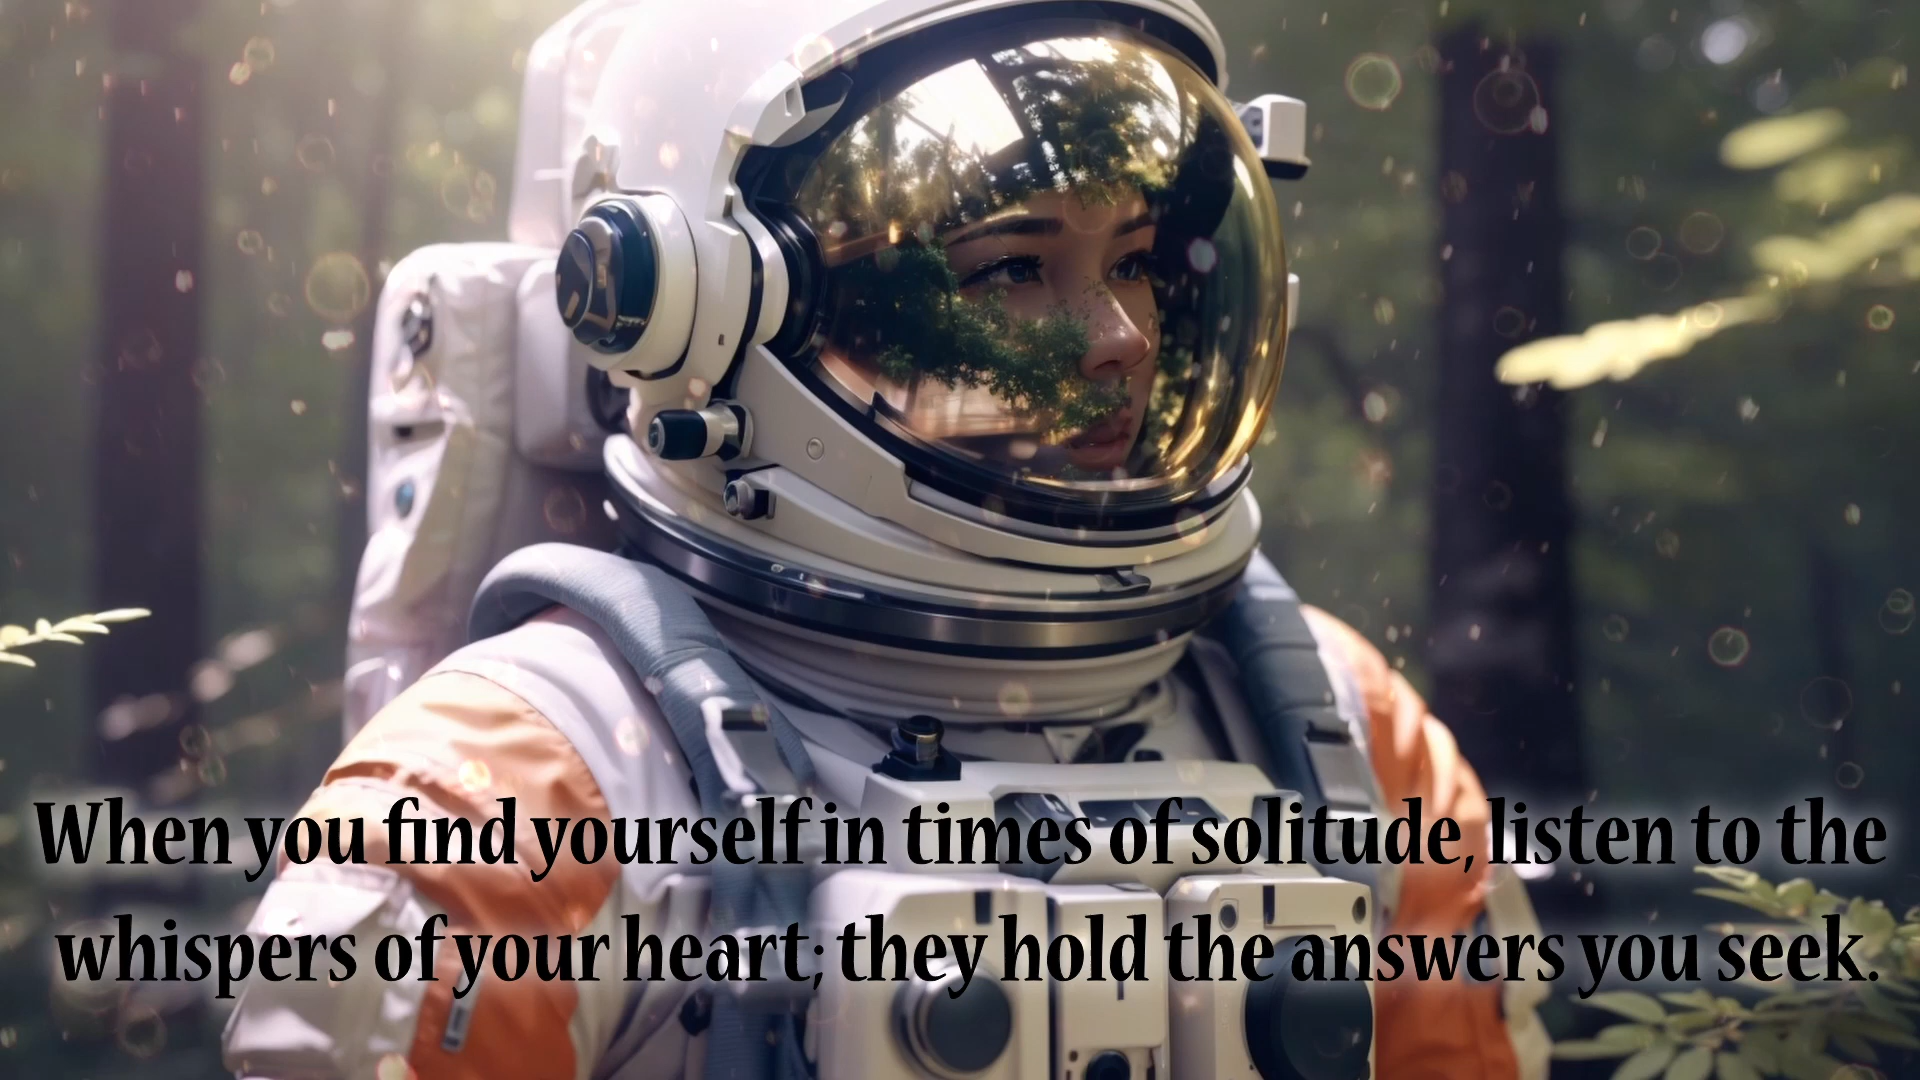 When you find yourself in times of solitude, listen to the
whispers of your heart; they hold the answers you seek.